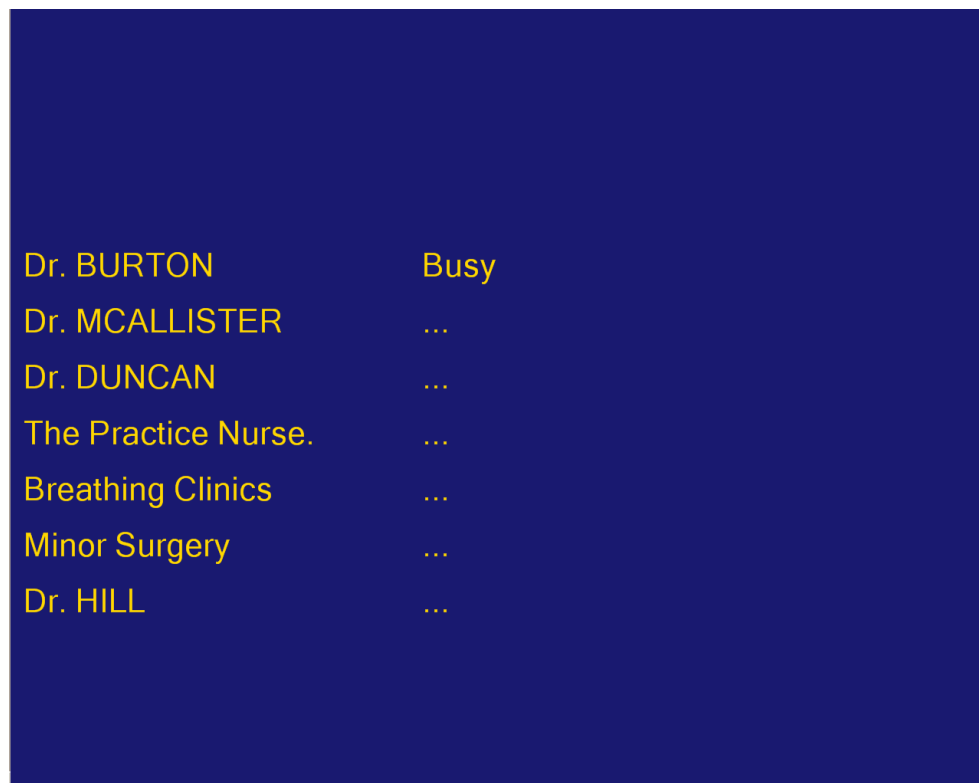 Dr. BURTON Busy
Dr. MCALLISTER ...
Dr. DUNCAN ...
The Practice Nurse. ...
Breathing Clinics ...
Minor Surgery ...
Dr. HILL ...